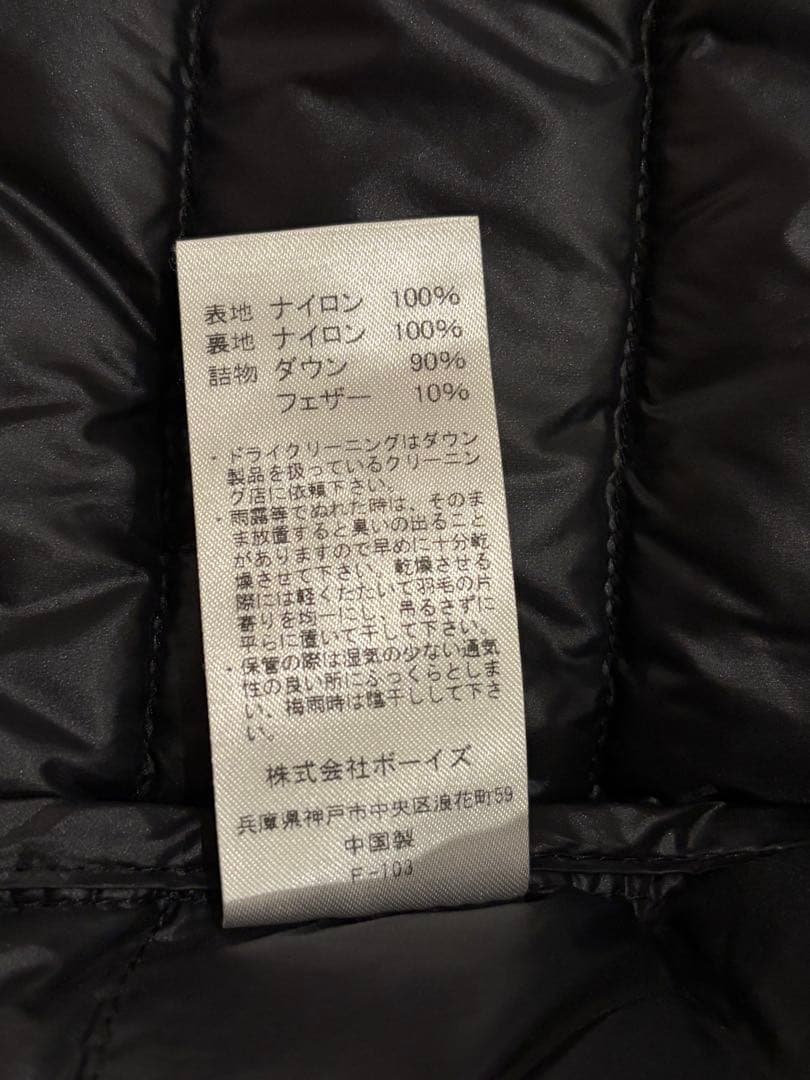 表地 ナイロン 100%
裏地 ナイロン 100%
詰物 ダウン 90%
フェザー 10%
・ドライクリーニングはダウン
製品を扱っているクリーニン
グ店に依頼下さい。
・雨露等でぬれた時は、そのま
ま放置すると臭いの出ること
がありますので早めに十分乾
燥させて下さい。乾燥させる
際には軽くたたいて羽毛の片
寄りを均一にし、吊るさずに
平らに置いて干して下さい。
・保管の際は湿気の少ない通気
性の良い所にふっくらとしま
い、梅雨時は陰干しして下さ
い。
株式会社ボーイズ
兵庫県神戸市中央区浪花町59
中国製
F-103